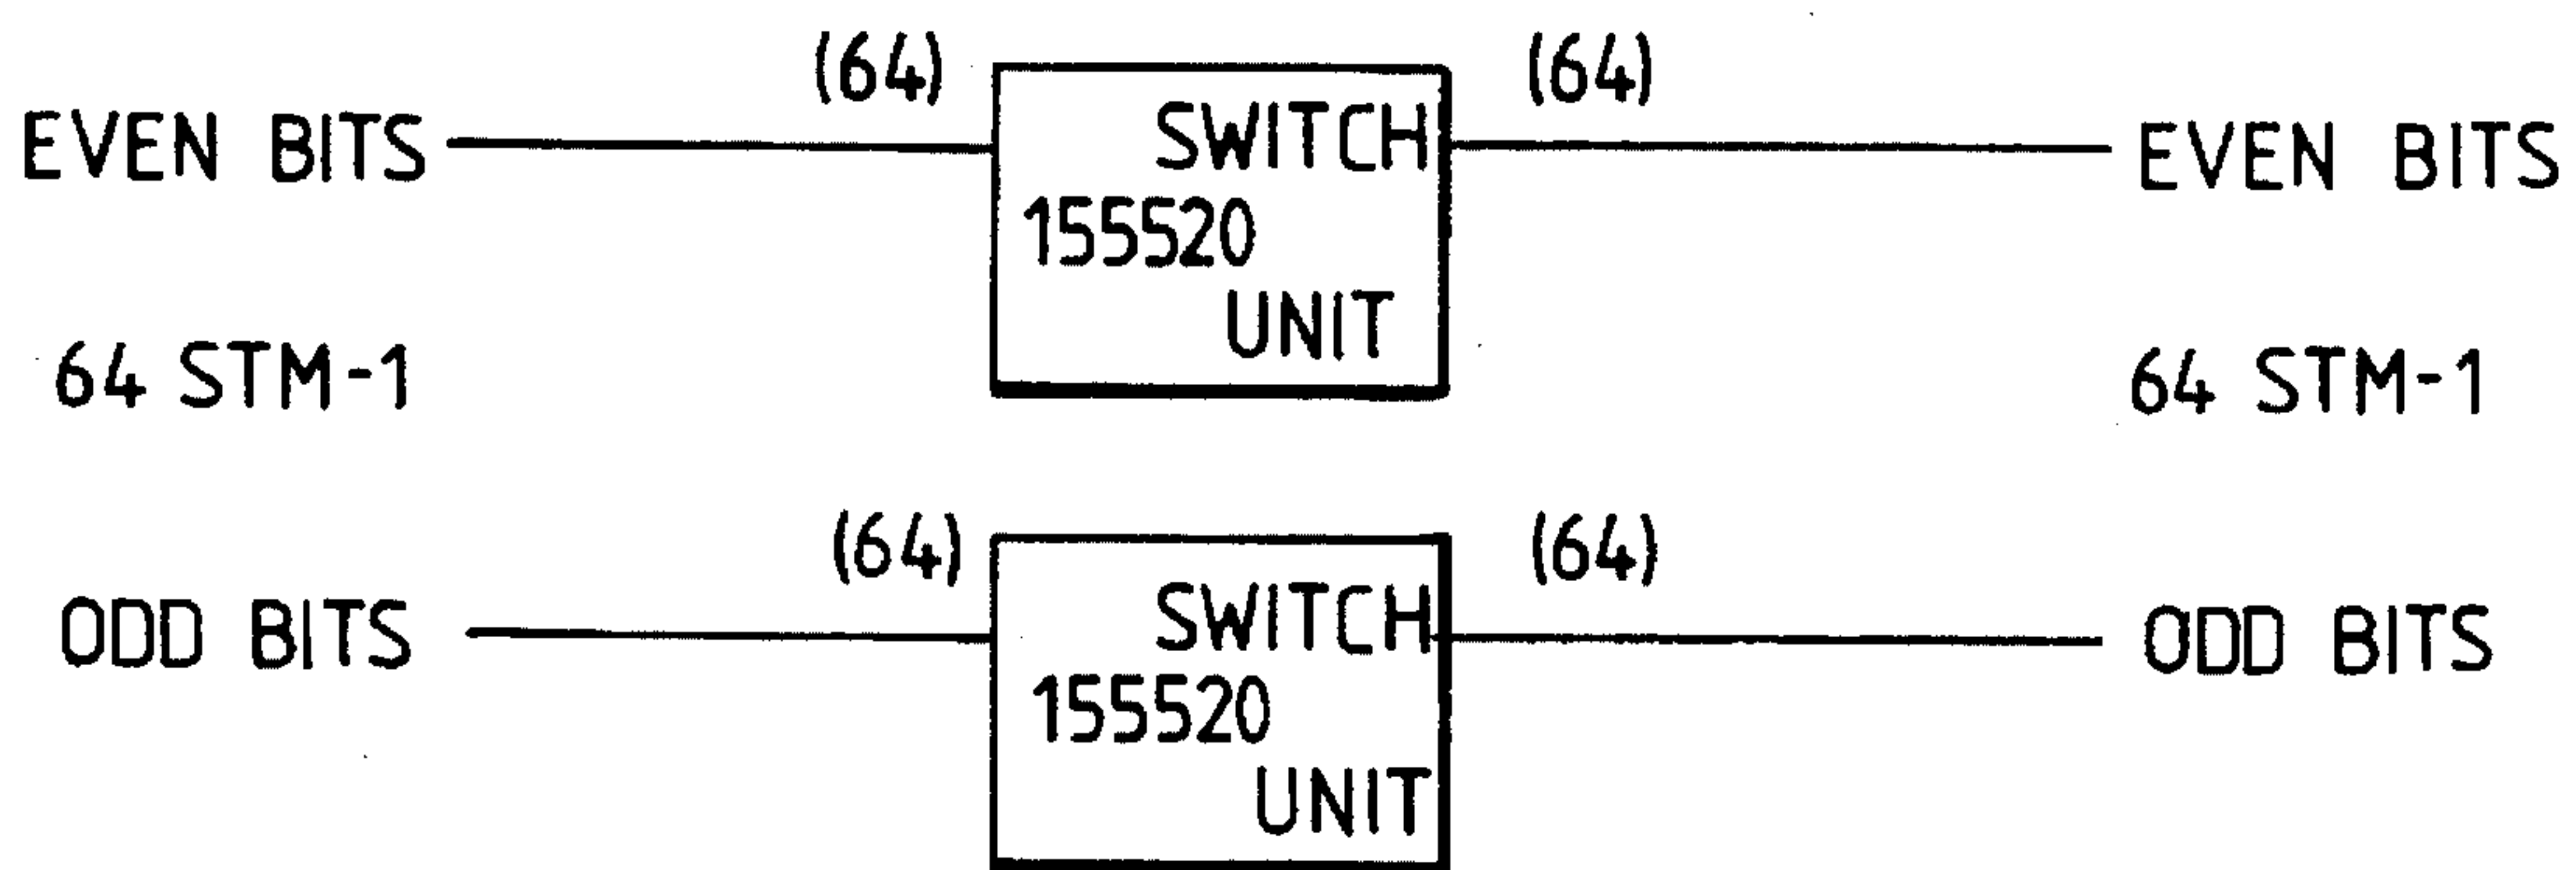 (64) (64)
EVEN BITS SWITCH EVEN BITS
155520
UNIT
64 STM-1 64 STM-1
(64) (64)
ODD BITS SWITCH ODD BITS
155520
UNIT